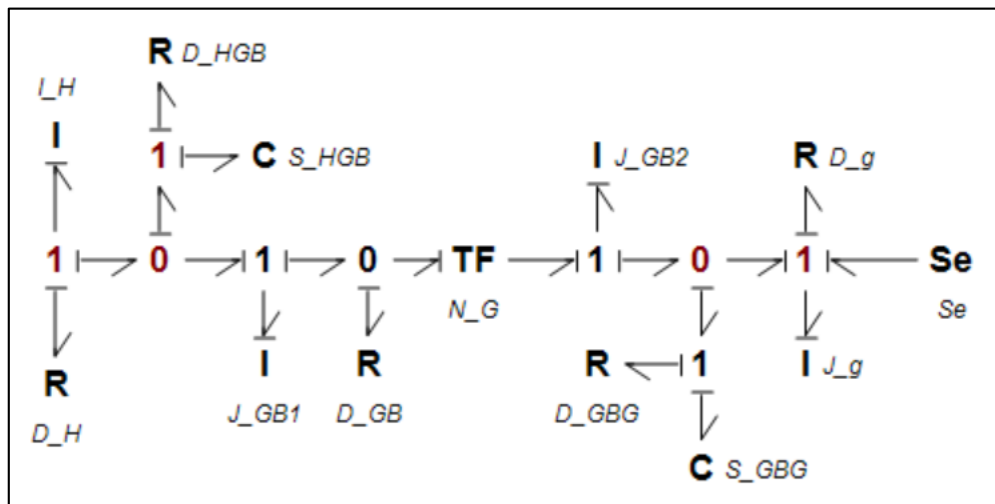 R D_HGB
I_H
I
1 C S_HGB
I J_GB2
R D_g
1 0 1 0 TF 1 0 1 Se
N_G
Se
R
D_H
I
J_GB1
R
D_GB
R
D_GBG
1
I J_g
C S_GBG